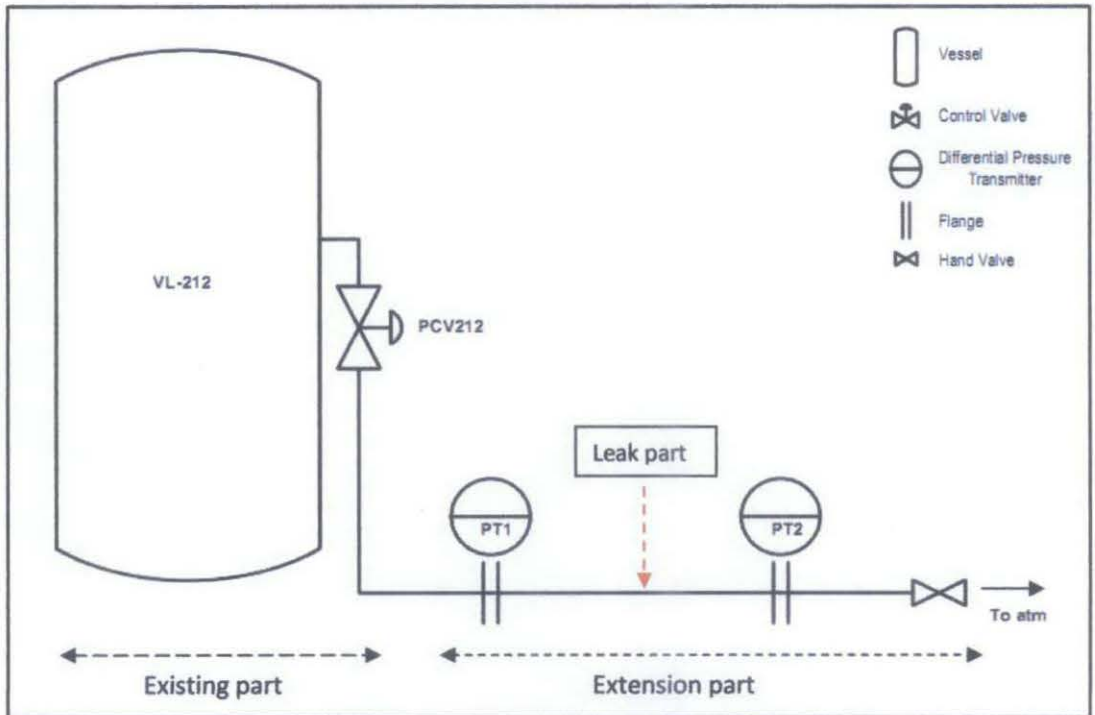 Vessel
Control Valve
Differential Pressure
Transmitter
Flange
Hand Valve
VL-212
PCV212
Leak part
PT1
PT2
To atm
Existing part
Extension part